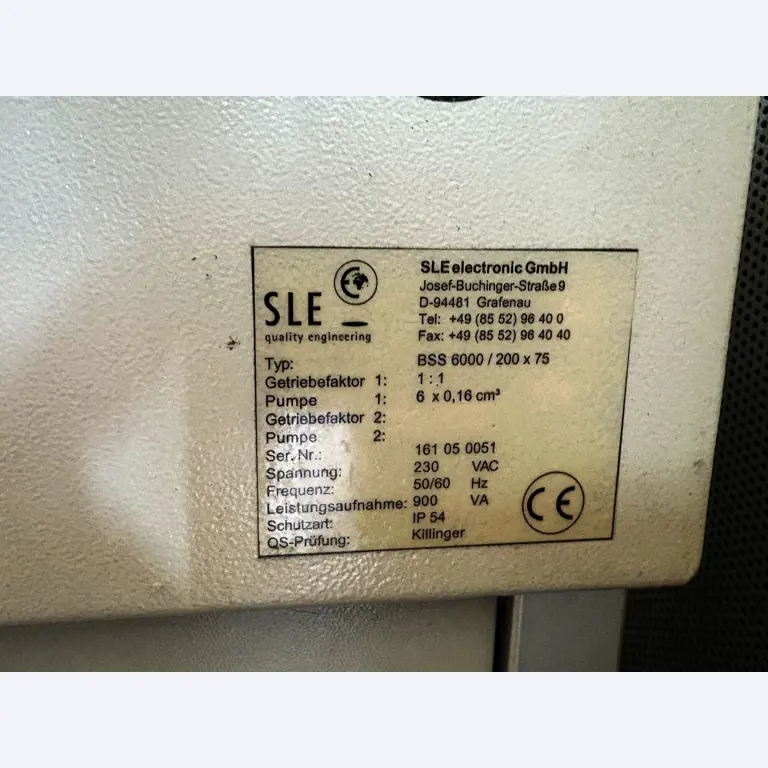 SLE
quality engineering
SLE electronic GmbH
Josef-Buchinger-Straße 9
D-94481 Grafenau
Tel: +49 (85 52) 96 40 0
Fax: +49 (85 52) 96 40 40
Typ: BSS 6000 / 200 x 75
Getriebefaktor 1: 1 : 1
Pumpe 1: 6 x 0,16 cm³
Getriebefaktor 2:
Pumpe 2:
Ser. Nr.: 161 05 0051
Spannung: 230 VAC
Frequenz: 50/60 Hz
Leistungsaufnahme: 900 VA
Schutzart: IP 54
QS-Prüfung: Killinger
CE